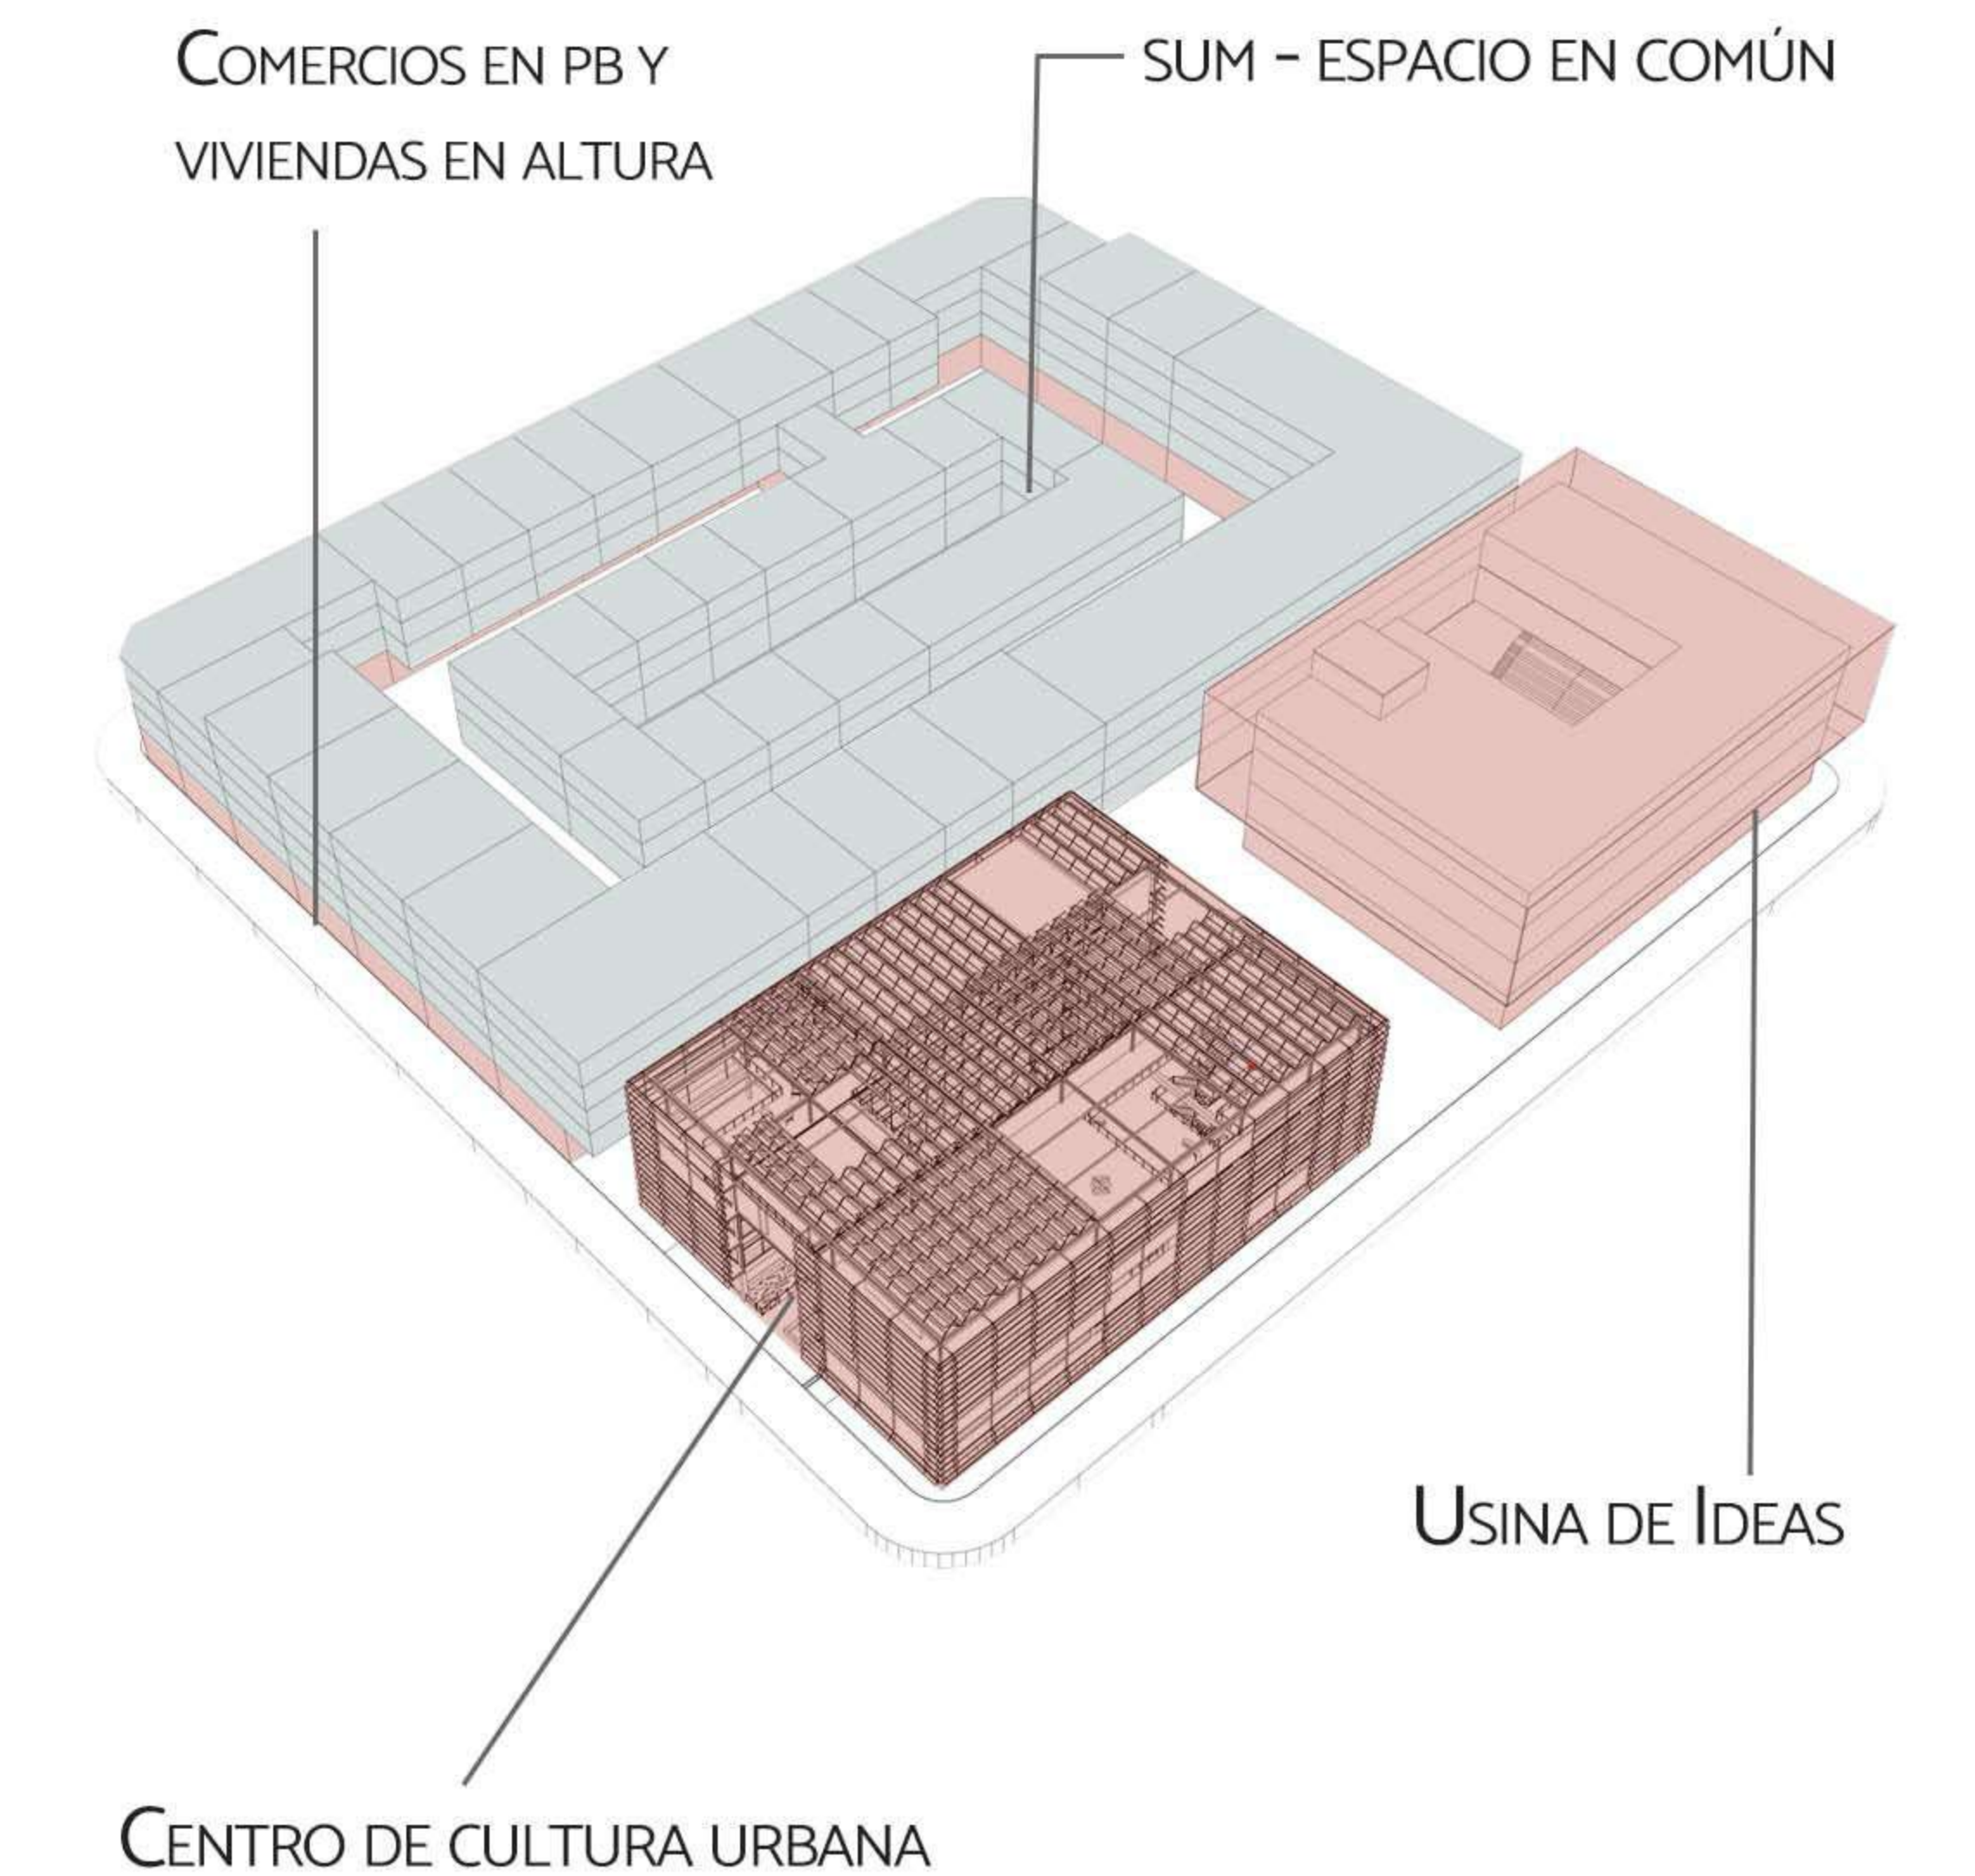 Comercios en pb y
viviendas en altura
SUM - espacio en común
Usina de Ideas
Centro de cultura urbana